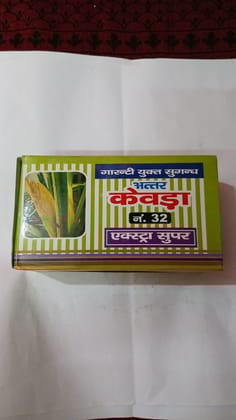 गारन्टी युक्त सुगन्ध
अत्तर
केवड़ा
नं. 32
एक्स्ट्रा सुपर